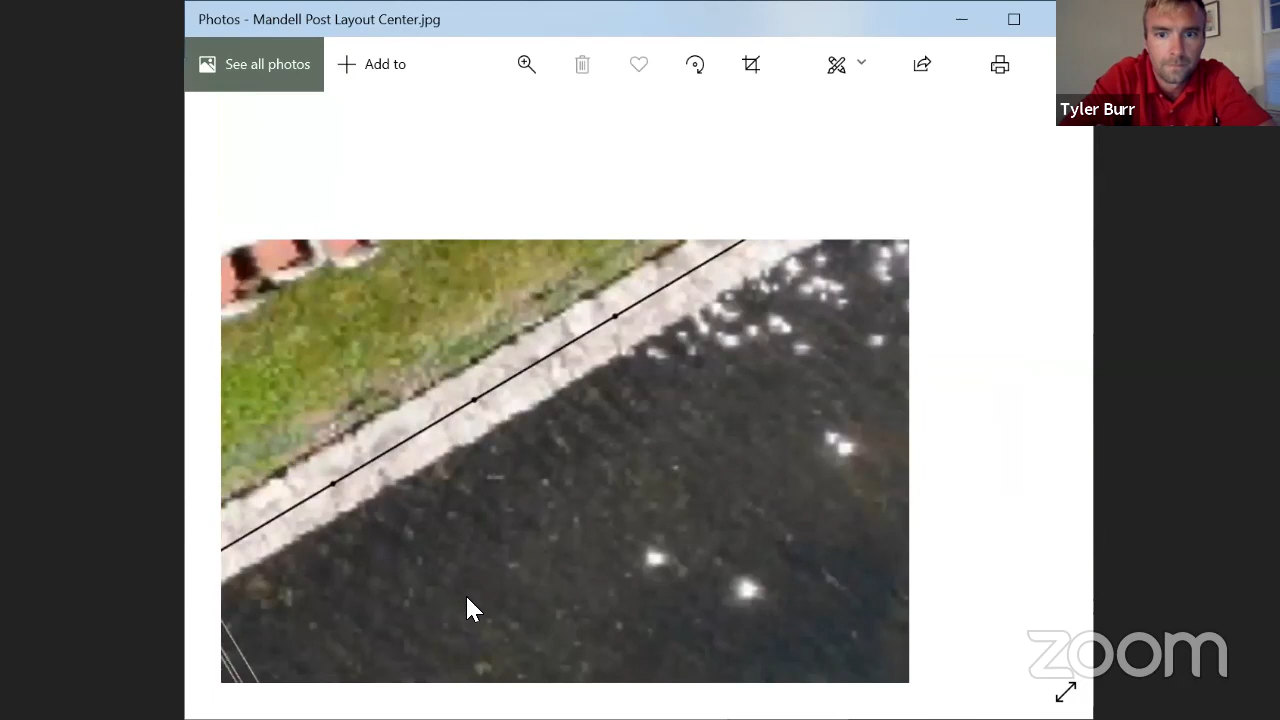 Photos - Mandell Post Layout Center.jpg
See all photos
Add to
Tyler Burr
zoom